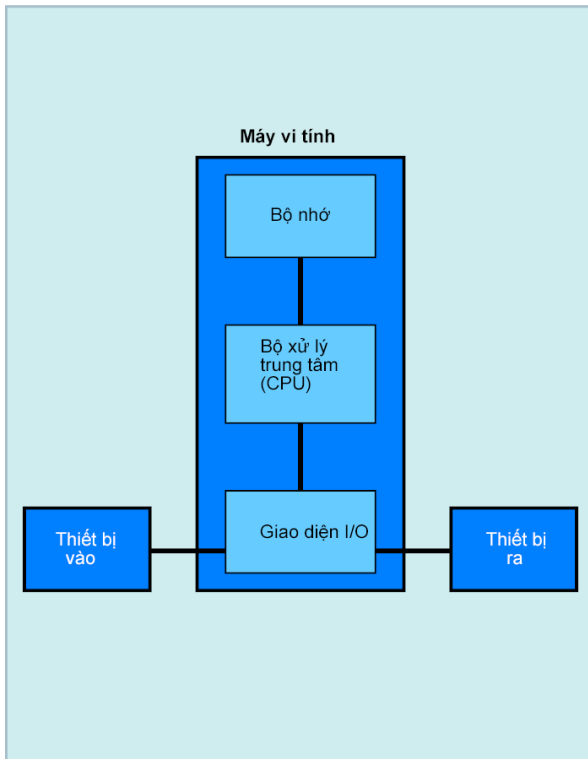 Máy vi tính
Bộ nhớ
Bộ xử lý
trung tâm
(CPU)
Giao diện I/O
Thiết bị
vào
Thiết bị
ra